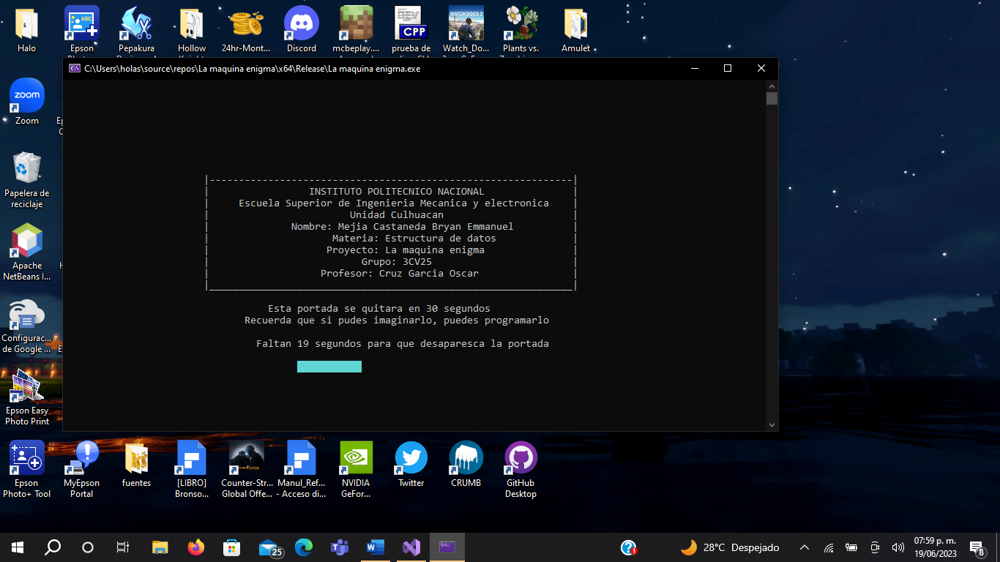 Halo
Epson
Pepakura
Hollow
24hr-Mont...
Discord
mcbeplay....
prueba de
Watch_Do...
Plants vs.
Amulet
ABC
CPP
WATCH DOGS 2
C:\Users\holas\source\repos\La maquina enigma\x64\Release\La maquina enigma.exe
zoom
Zoom
Papelera de
reciclaje
Apache
NetBeans I...
Configurac...
de Google ...
Epson Easy
Photo Print
|--------------------------------------------------------------|
INSTITUTO POLITECNICO NACIONAL
Escuela Superior de Ingenieria Mecanica y electronica
Unidad Culhuacan
Nombre: Mejia Castaneda Bryan Emmanuel
Materia: Estructura de datos
Proyecto: La maquina enigma
Grupo: 3CV25
Profesor: Cruz Garcia Oscar
|______________________________________________________________|
Esta portada se quitara en 30 segundos
Recuerda que si pudes imaginarlo, puedes programarlo
Faltan 19 segundos para que desaparesca la portada
Epson
Photo+ Tool
MyEpson
Portal
fuentes
[LIBRO]
Bronso...
Counter-Str...
Global Offe...
Manul_Ref...
- Acceso di...
NVIDIA
GeFor...
Twitter
CRUMB
GitHub
Desktop
25
28°C Despejado
07:59 p. m.
19/06/2023
8